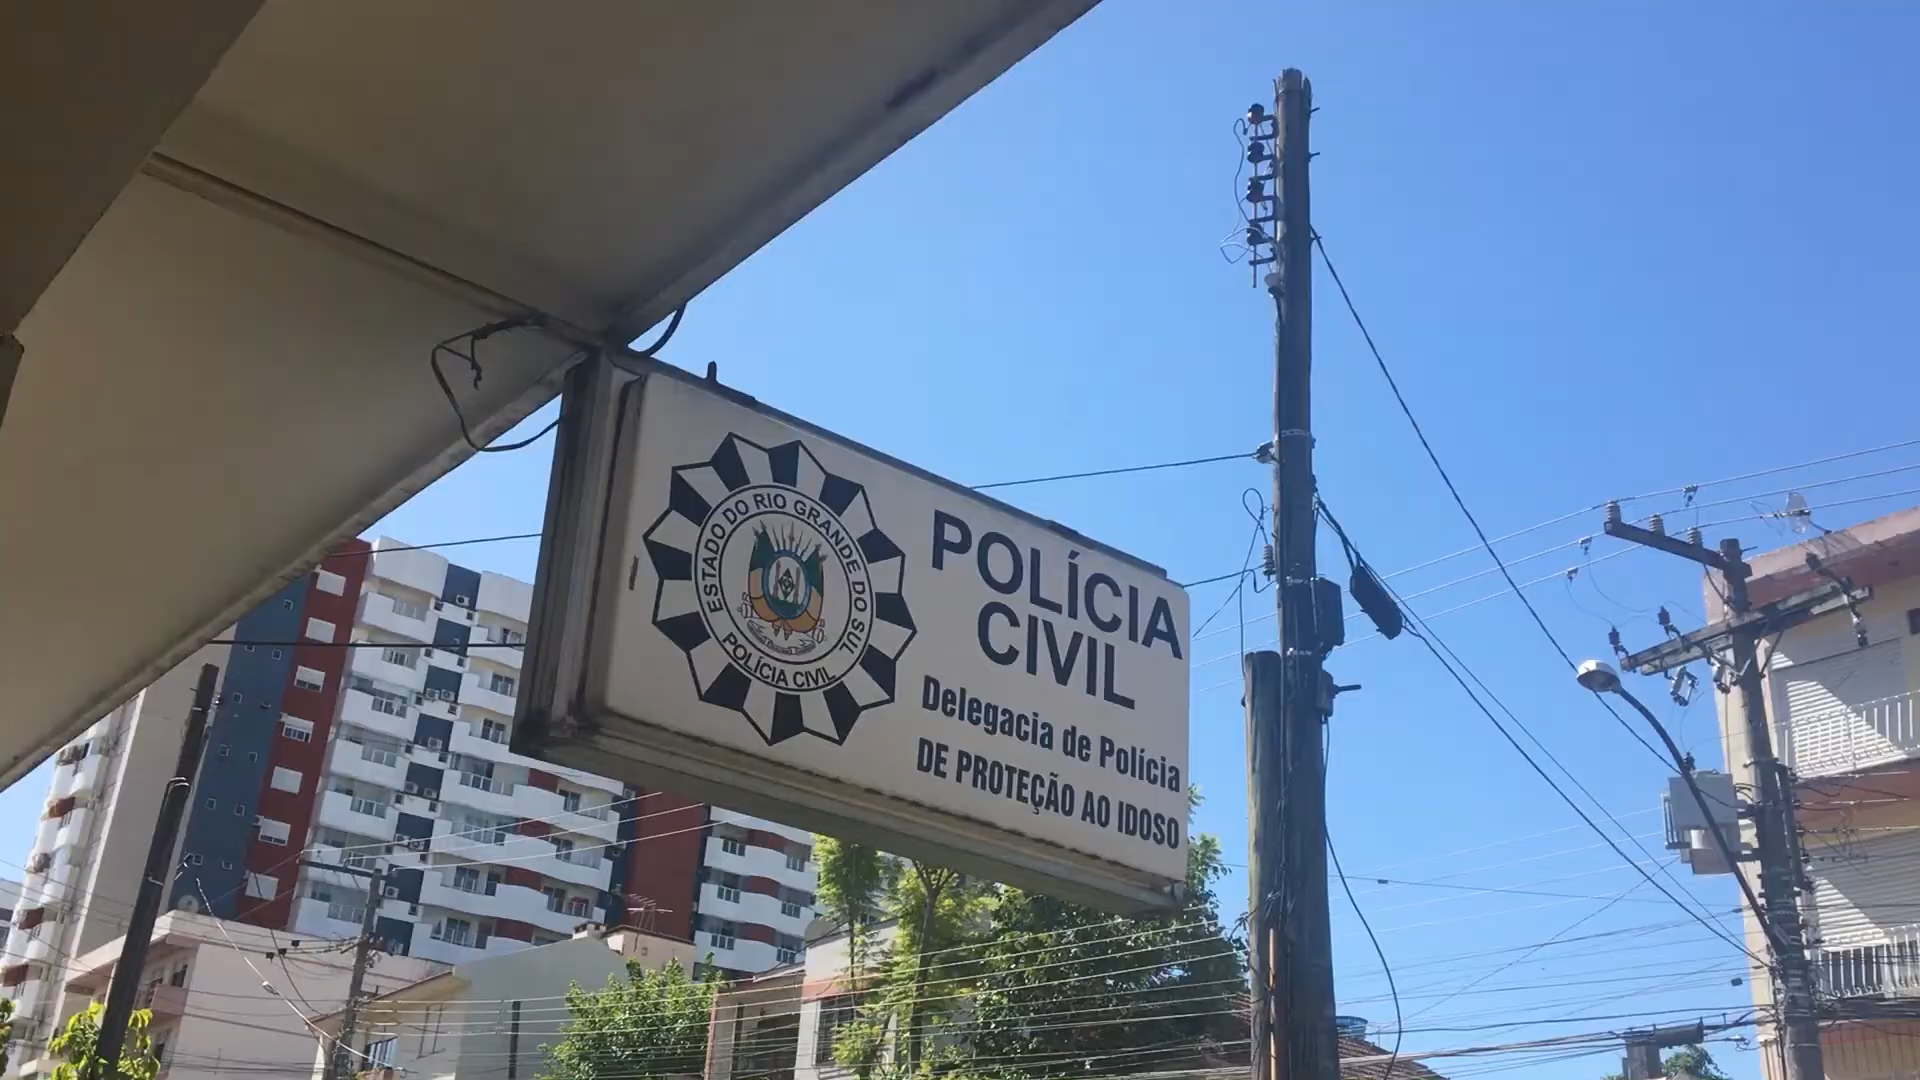 ESTADO DO RIO GRANDE DO SUL
POLÍCIA CIVIL
POLÍCIA
CIVIL
Delegacia de Polícia
DE PROTEÇÃO AO IDOSO